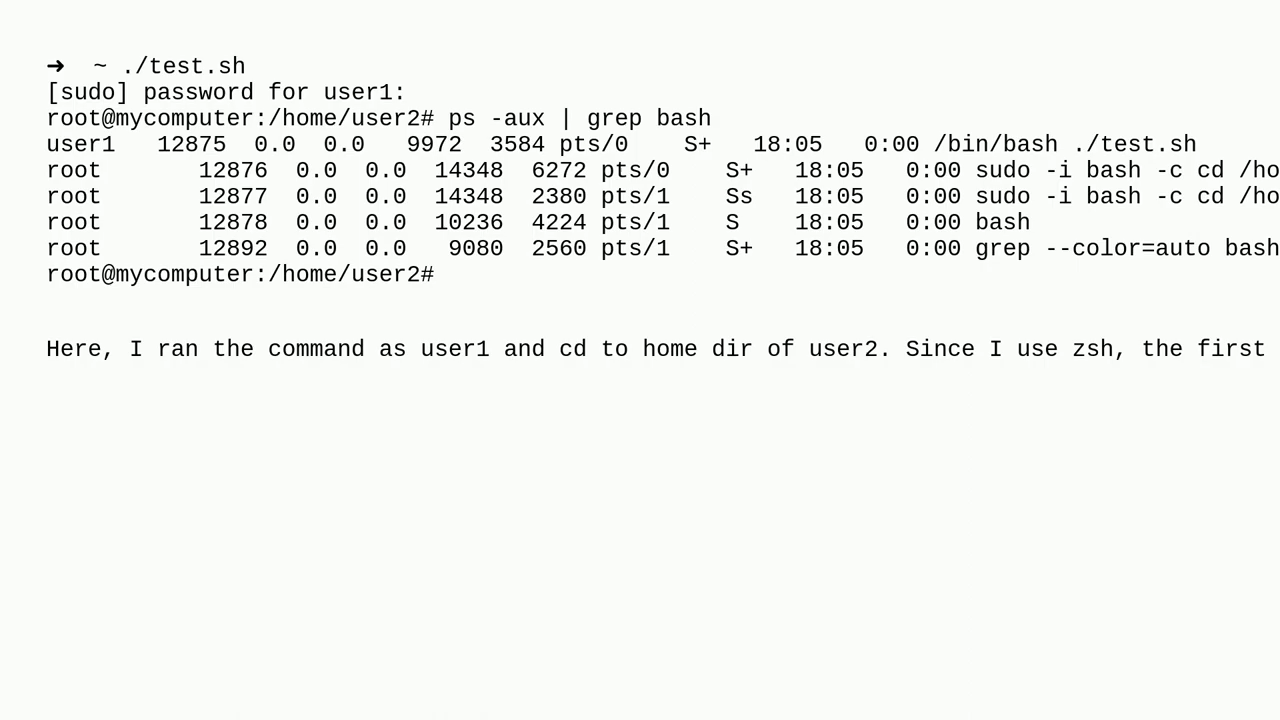 ➜  ~ ./test.sh
[sudo] password for user1:
root@mycomputer:/home/user2# ps -aux | grep bash
user1   12875  0.0  0.0   9972  3584 pts/0    S+   18:05   0:00 /bin/bash ./test.sh
root       12876  0.0  0.0  14348  6272 pts/0    S+   18:05   0:00 sudo -i bash -c cd /ho
root       12877  0.0  0.0  14348  2380 pts/1    Ss   18:05   0:00 sudo -i bash -c cd /ho
root       12878  0.0  0.0  10236  4224 pts/1    S    18:05   0:00 bash
root       12892  0.0  0.0   9080  2560 pts/1    S+   18:05   0:00 grep --color=auto bash
root@mycomputer:/home/user2#
Here, I ran the command as user1 and cd to home dir of user2. Since I use zsh, the first